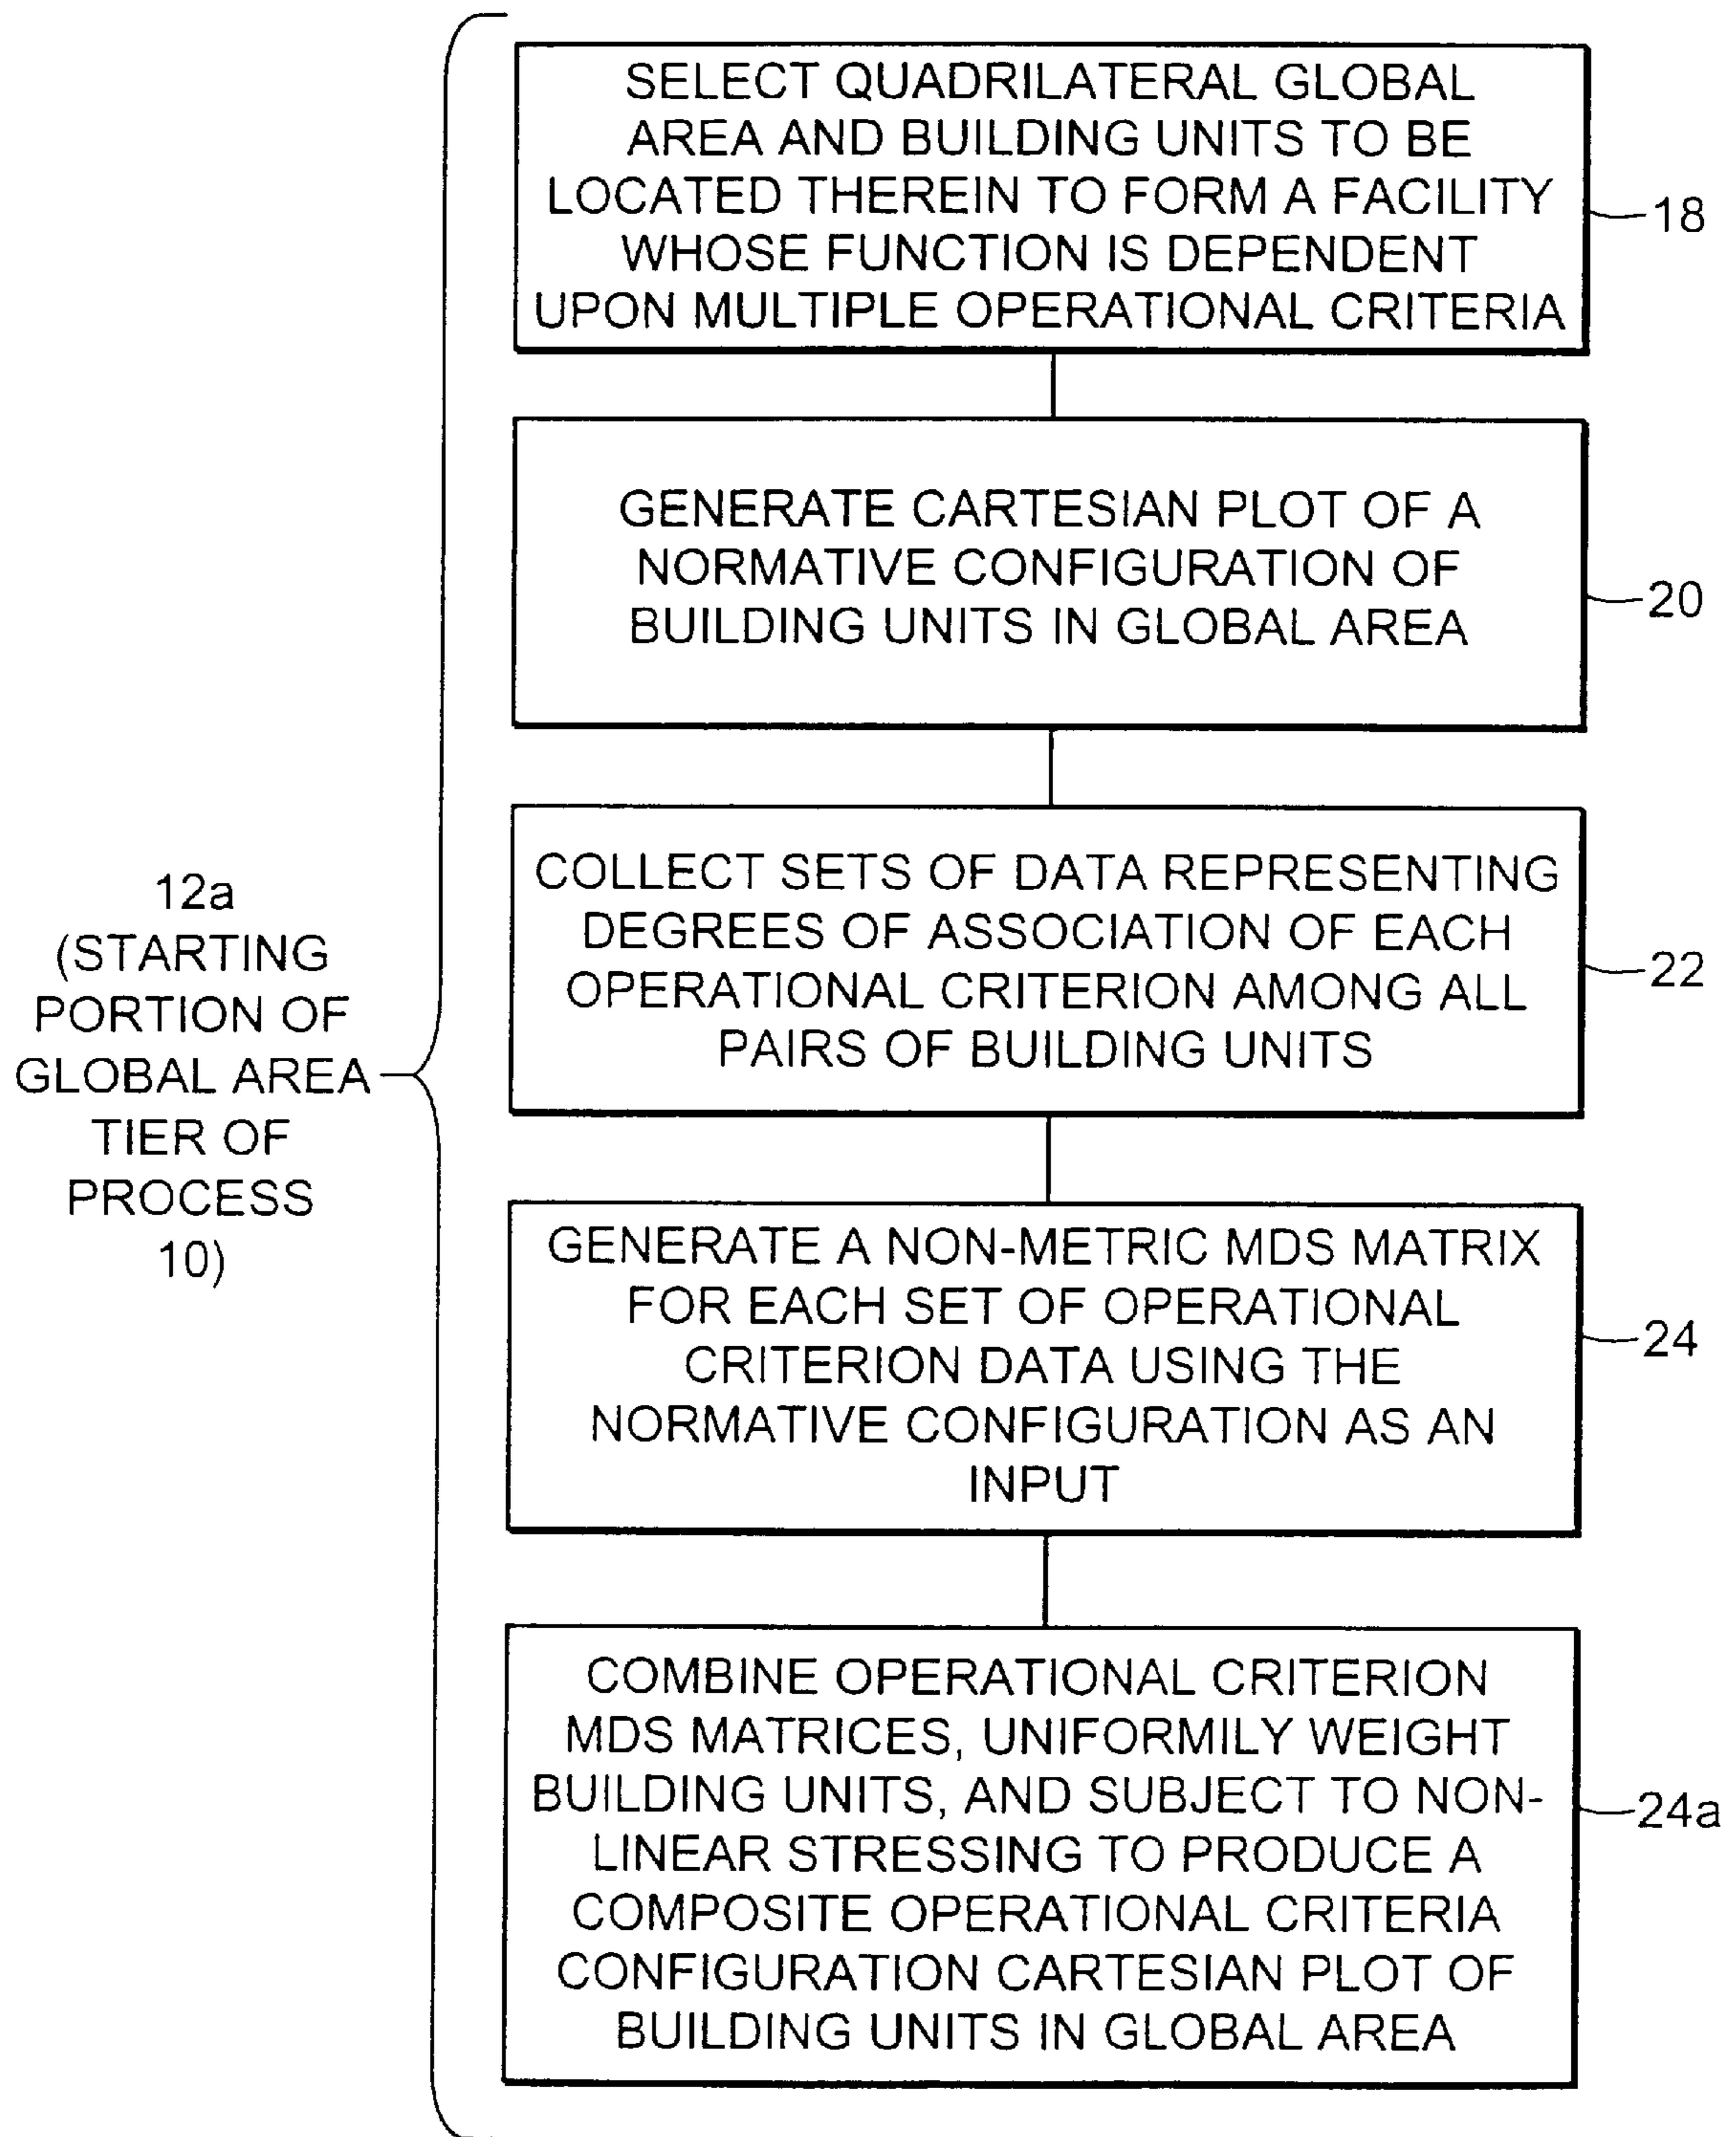 SELECT QUADRILATERAL GLOBAL
AREA AND BUILDING UNITS TO BE
LOCATED THEREIN TO FORM A FACILITY
WHOSE FUNCTION IS DEPENDENT
UPON MULTIPLE OPERATIONAL CRITERIA
18
GENERATE CARTESIAN PLOT OF A
NORMATIVE CONFIGURATION OF
BUILDING UNITS IN GLOBAL AREA
20
COLLECT SETS OF DATA REPRESENTING
DEGREES OF ASSOCIATION OF EACH
OPERATIONAL CRITERION AMONG ALL
PAIRS OF BUILDING UNITS
22
12a
(STARTING
PORTION OF
GLOBAL AREA
TIER OF
PROCESS
10)
GENERATE A NON-METRIC MDS MATRIX
FOR EACH SET OF OPERATIONAL
CRITERION DATA USING THE
NORMATIVE CONFIGURATION AS AN
INPUT
24
COMBINE OPERATIONAL CRITERION
MDS MATRICES, UNIFORMILY WEIGHT
BUILDING UNITS, AND SUBJECT TO NON-
LINEAR STRESSING TO PRODUCE A
COMPOSITE OPERATIONAL CRITERIA
CONFIGURATION CARTESIAN PLOT OF
BUILDING UNITS IN GLOBAL AREA
24a